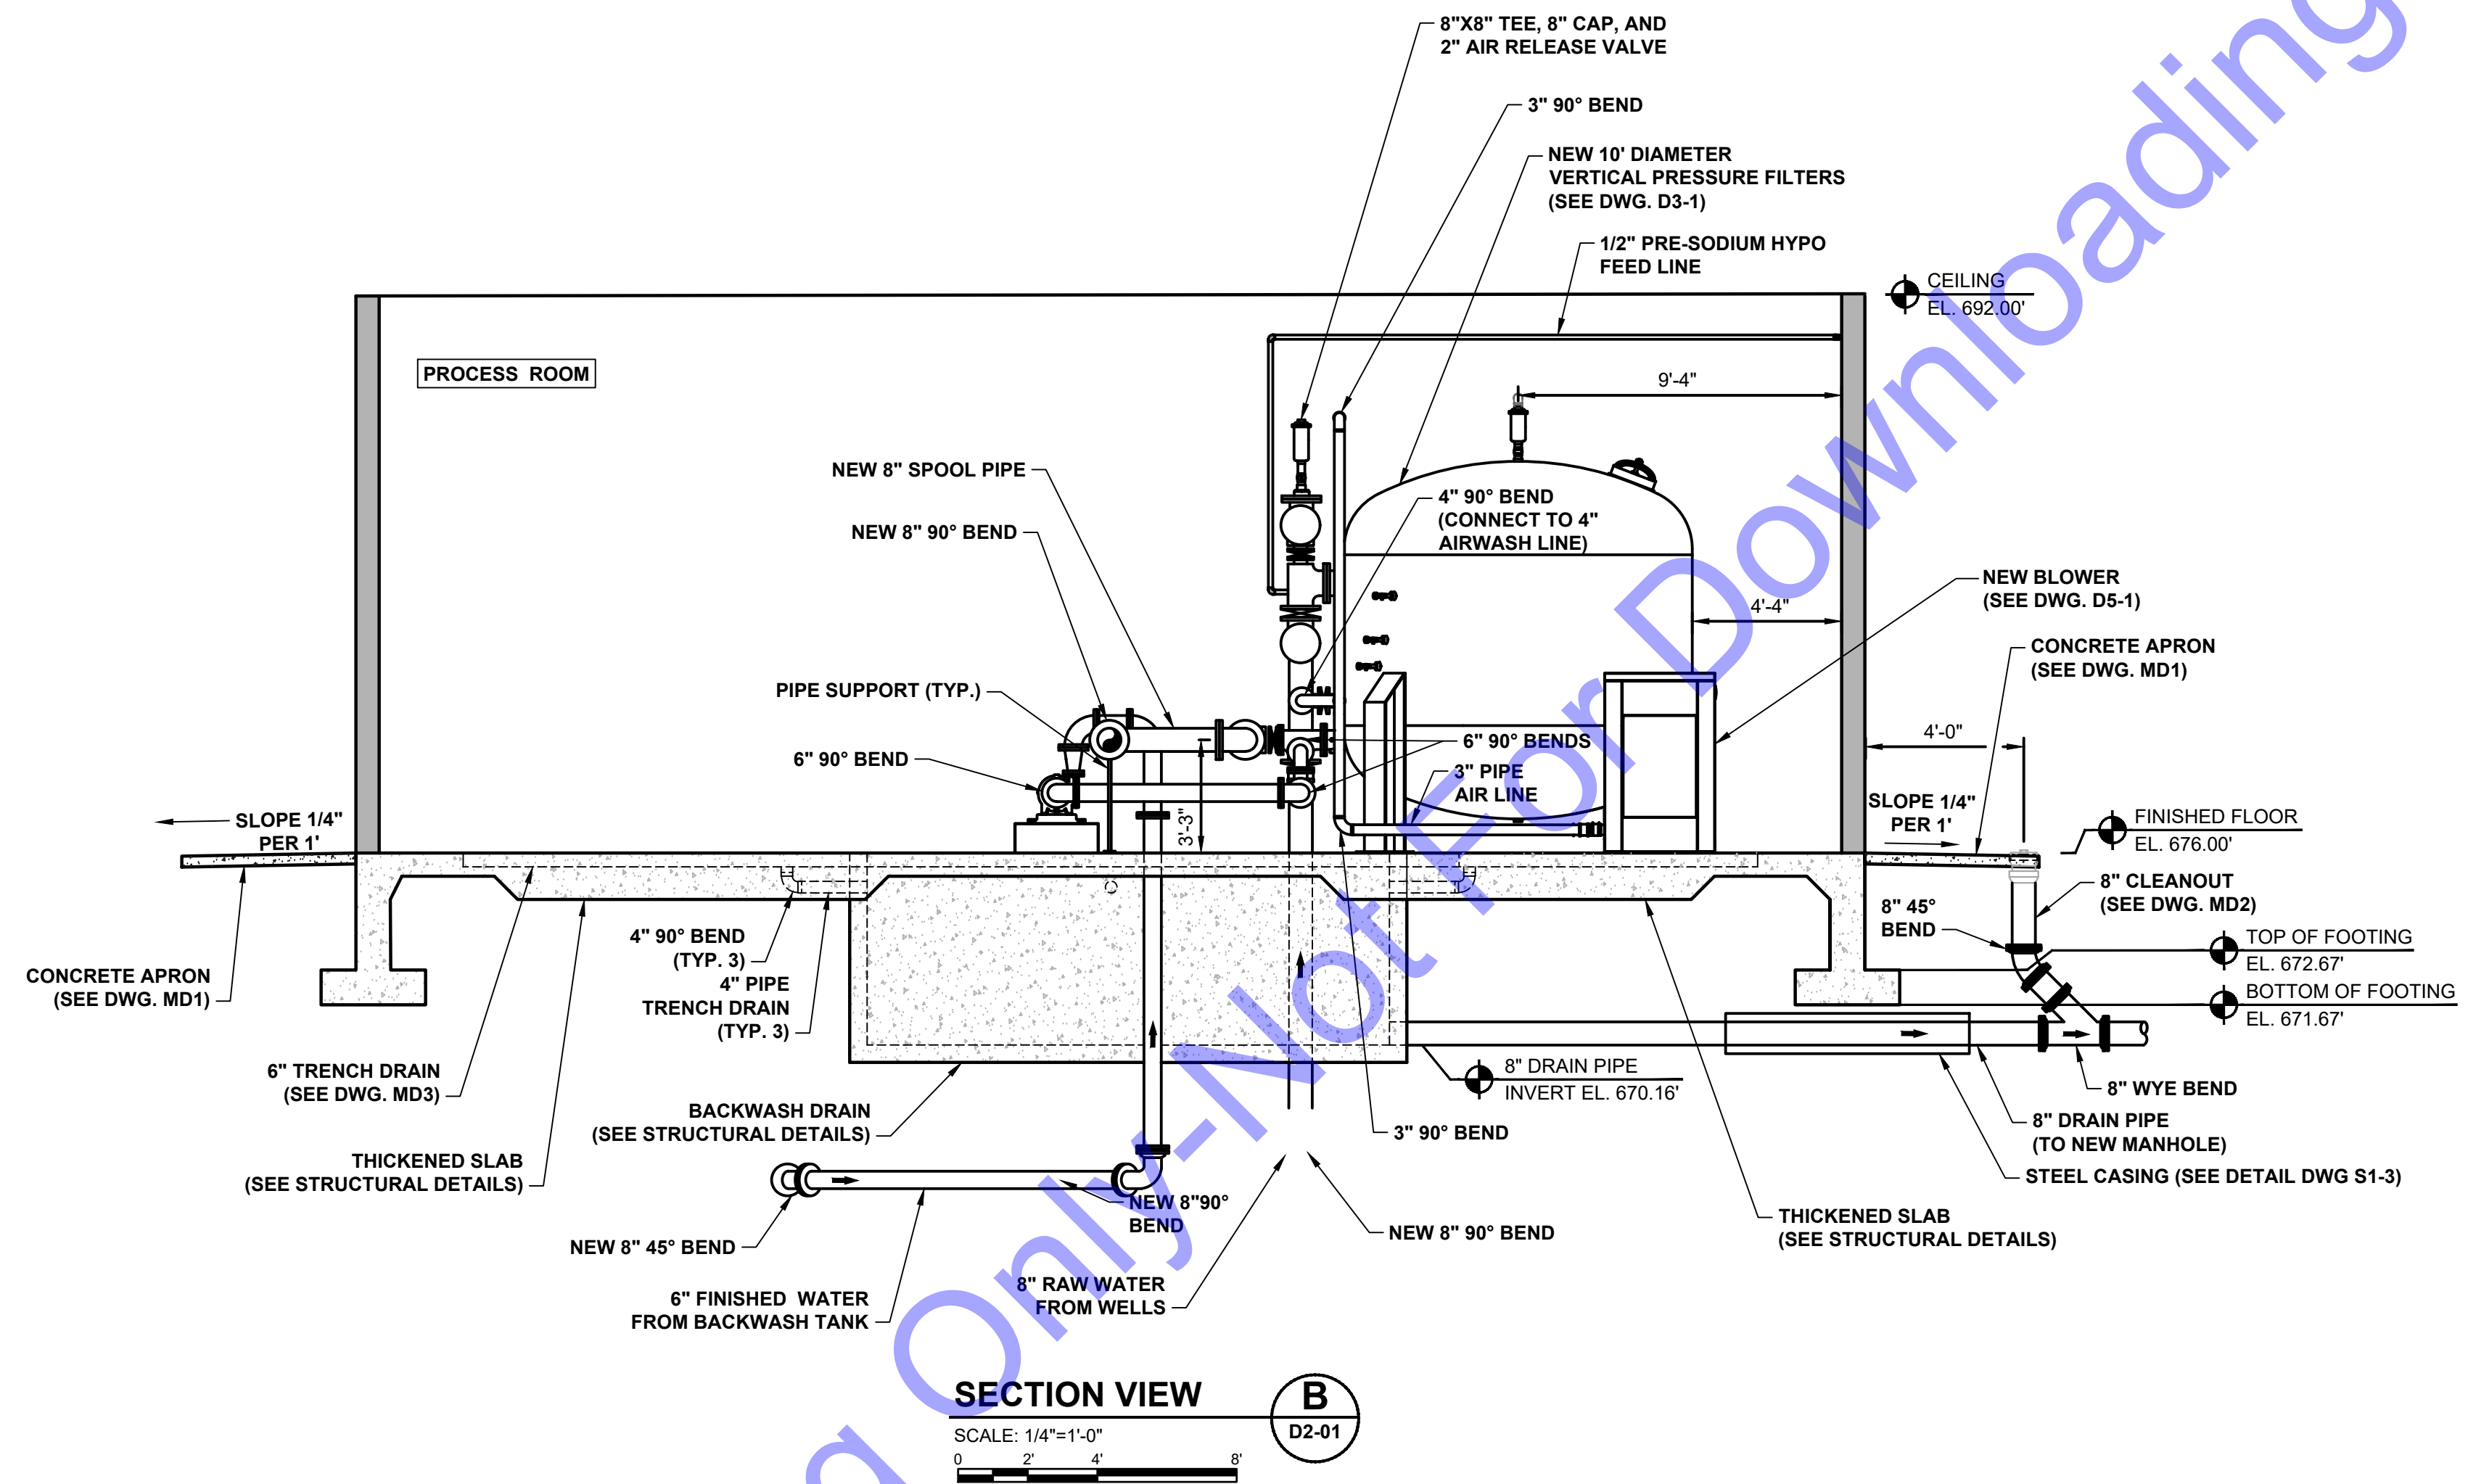 8"X8" TEE, 8" CAP, AND
2" AIR RELEASE VALVE
3" 90° BEND
NEW 10' DIAMETER
VERTICAL PRESSURE FILTERS
(SEE DWG. D3-1)
1/2" PRE-SODIUM HYPO
FEED LINE
CEILING
EL. 692.00'
PROCESS ROOM
9'-4"
NEW 8" SPOOL PIPE
4" 90° BEND
(CONNECT TO 4"
AIRWASH LINE)
NEW 8" 90° BEND
NEW BLOWER
(SEE DWG. D5-1)
4'-4"
CONCRETE APRON
(SEE DWG. MD1)
PIPE SUPPORT (TYP.)
4'-0"
6" 90° BENDS
6" 90° BEND
3" PIPE
AIR LINE
3'-3"
SLOPE 1/4"
PER 1'
SLOPE 1/4"
PER 1'
FINISHED FLOOR
EL. 676.00'
8" CLEANOUT
(SEE DWG. MD2)
8" 45°
BEND
4" 90° BEND
(TYP. 3)
TOP OF FOOTING
EL. 672.67'
CONCRETE APRON
(SEE DWG. MD1)
4" PIPE
TRENCH DRAIN
(TYP. 3)
BOTTOM OF FOOTING
EL. 671.67'
6" TRENCH DRAIN
(SEE DWG. MD3)
8" DRAIN PIPE
INVERT EL. 670.16'
8" WYE BEND
BACKWASH DRAIN
(SEE STRUCTURAL DETAILS)
3" 90° BEND
8" DRAIN PIPE
(TO NEW MANHOLE)
THICKENED SLAB
(SEE STRUCTURAL DETAILS)
STEEL CASING (SEE DETAIL DWG S1-3)
NEW 8"90°
BEND
NEW 8" 90° BEND
THICKENED SLAB
(SEE STRUCTURAL DETAILS)
NEW 8" 45° BEND
8" RAW WATER
FROM WELLS
6" FINISHED WATER
FROM BACKWASH TANK
SECTION VIEW
B
D2-01
SCALE: 1/4"=1'-0"
0 2' 4' 8'
g Only-Not For Downloading